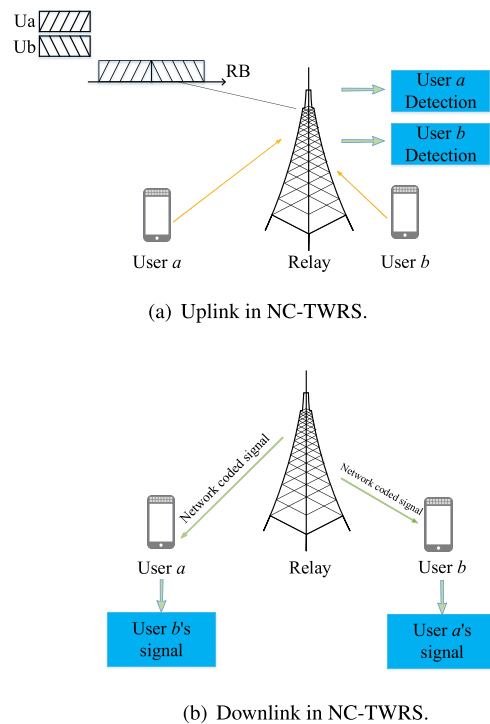 Ua
Ub
RB
User a
Detection
User b
Detection
User a
Relay
User b
(a) Uplink in NC-TWRS.
Network coded signal
Network coded signal
User a
Relay
User b
User b's
signal
User a's
signal
(b) Downlink in NC-TWRS.